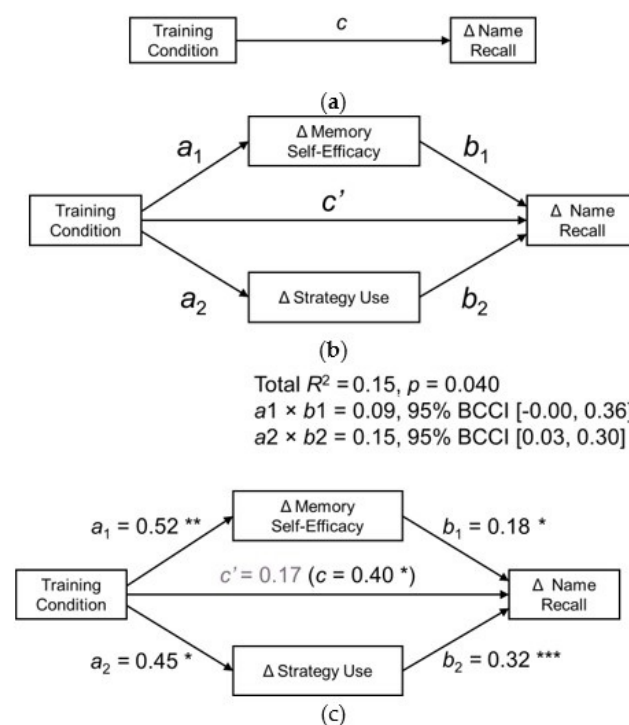 Training
Condition
c
Δ Name
Recall
(a)
Δ Memory
Self-Efficacy
a1
b1
Training
Condition
c'
Δ Name
Recall
a2
Δ Strategy Use
b2
(b)
Total R² = 0.15, p = 0.040
a1 × b1 = 0.09, 95% BCCI [-0.00, 0.36]
a2 × b2 = 0.15, 95% BCCI [0.03, 0.30]
Δ Memory
Self-Efficacy
a1 = 0.52 **
b1 = 0.18 *
Training
Condition
c' = 0.17 (c = 0.40 *)
Δ Name
Recall
a2 = 0.45 *
Δ Strategy Use
b2 = 0.32 ***
(c)